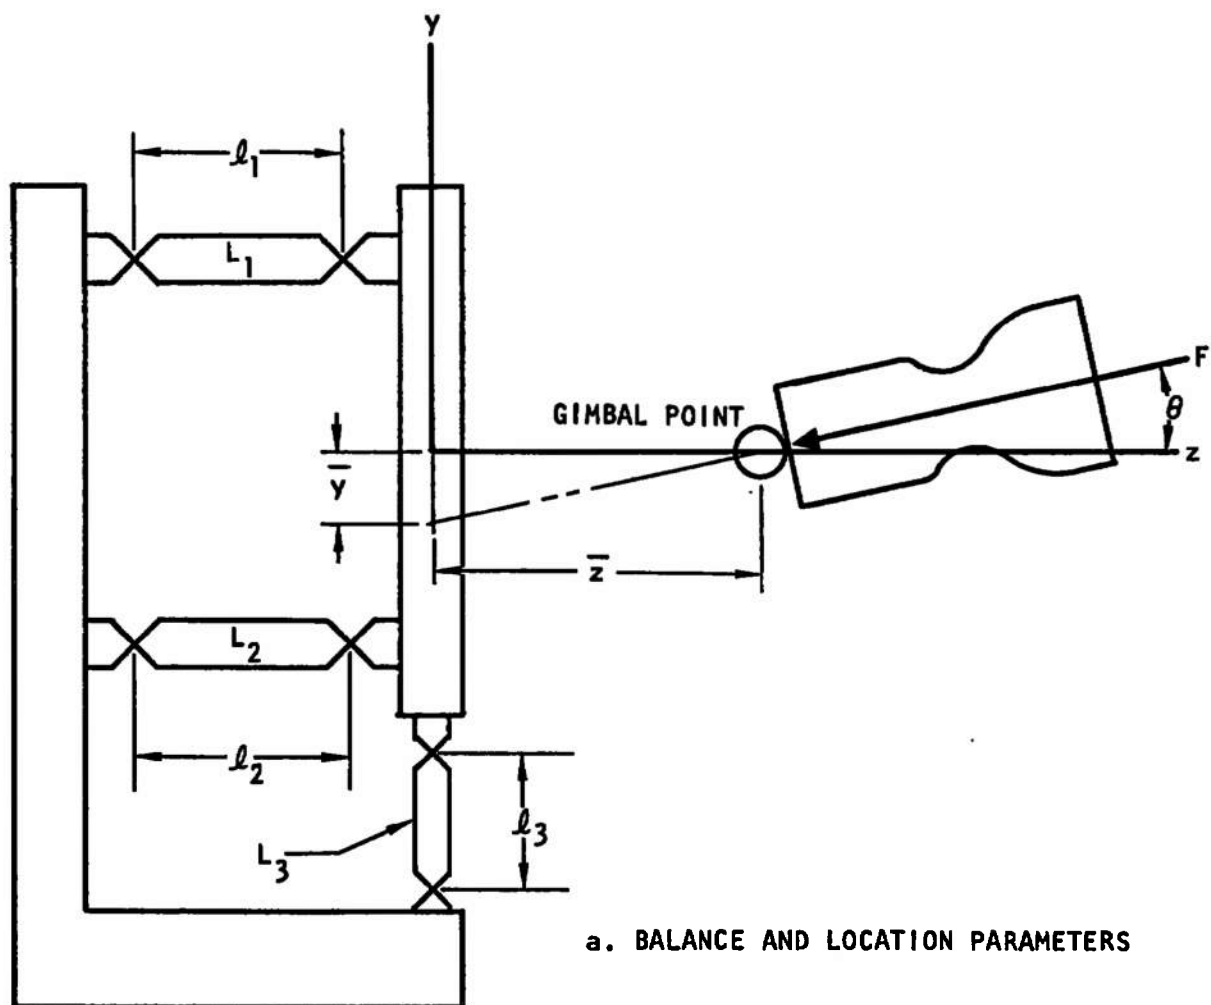 y
ℓ₁
L₁
GIMBAL POINT
F
θ
z
y̅
z̅
L₂
ℓ₂
L₃
ℓ₃
a. BALANCE AND LOCATION PARAMETERS